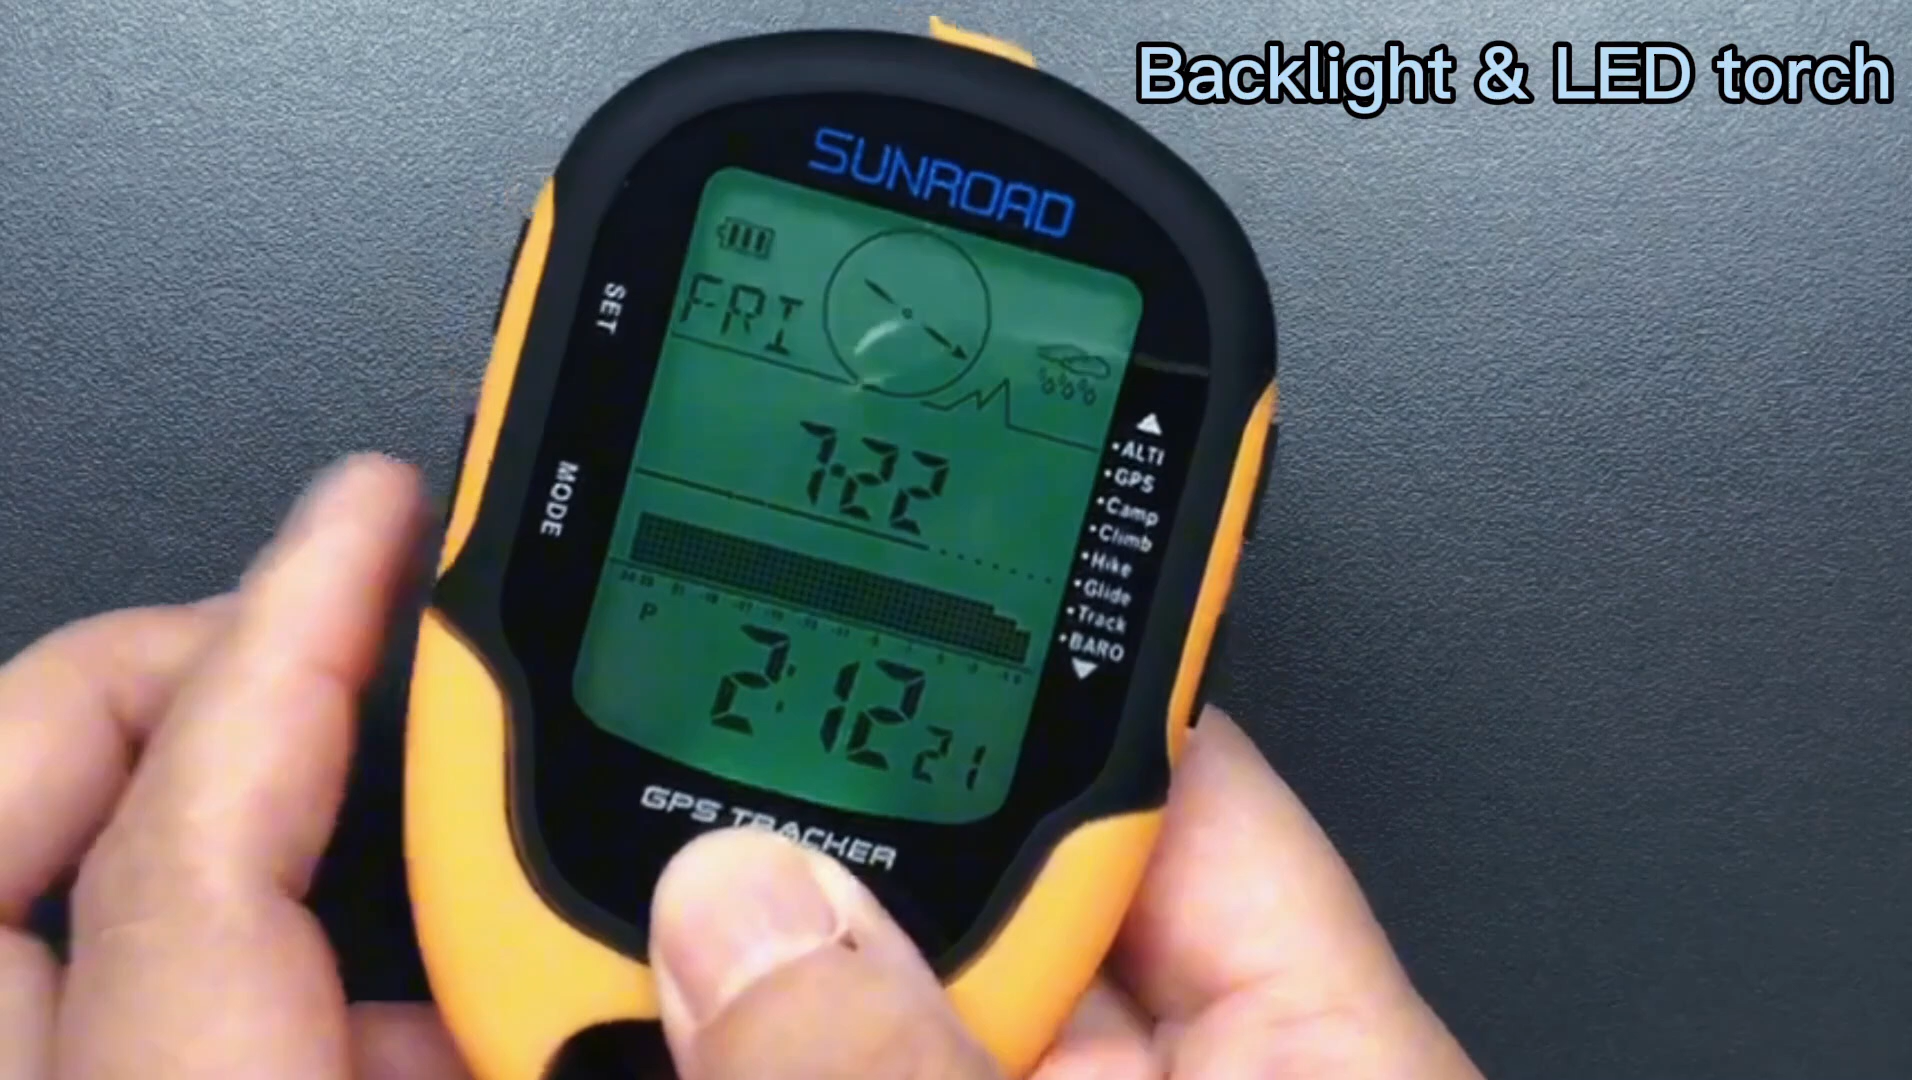 Backlight & LED torch
SUNROAD
FRI
SET
7-22
MODE
▲
•ALTI
•GPS
•Camp
•Climb
•Hike
•Glide
•Track
•BARO
▼
P
2:12 21
GPS TRACKER